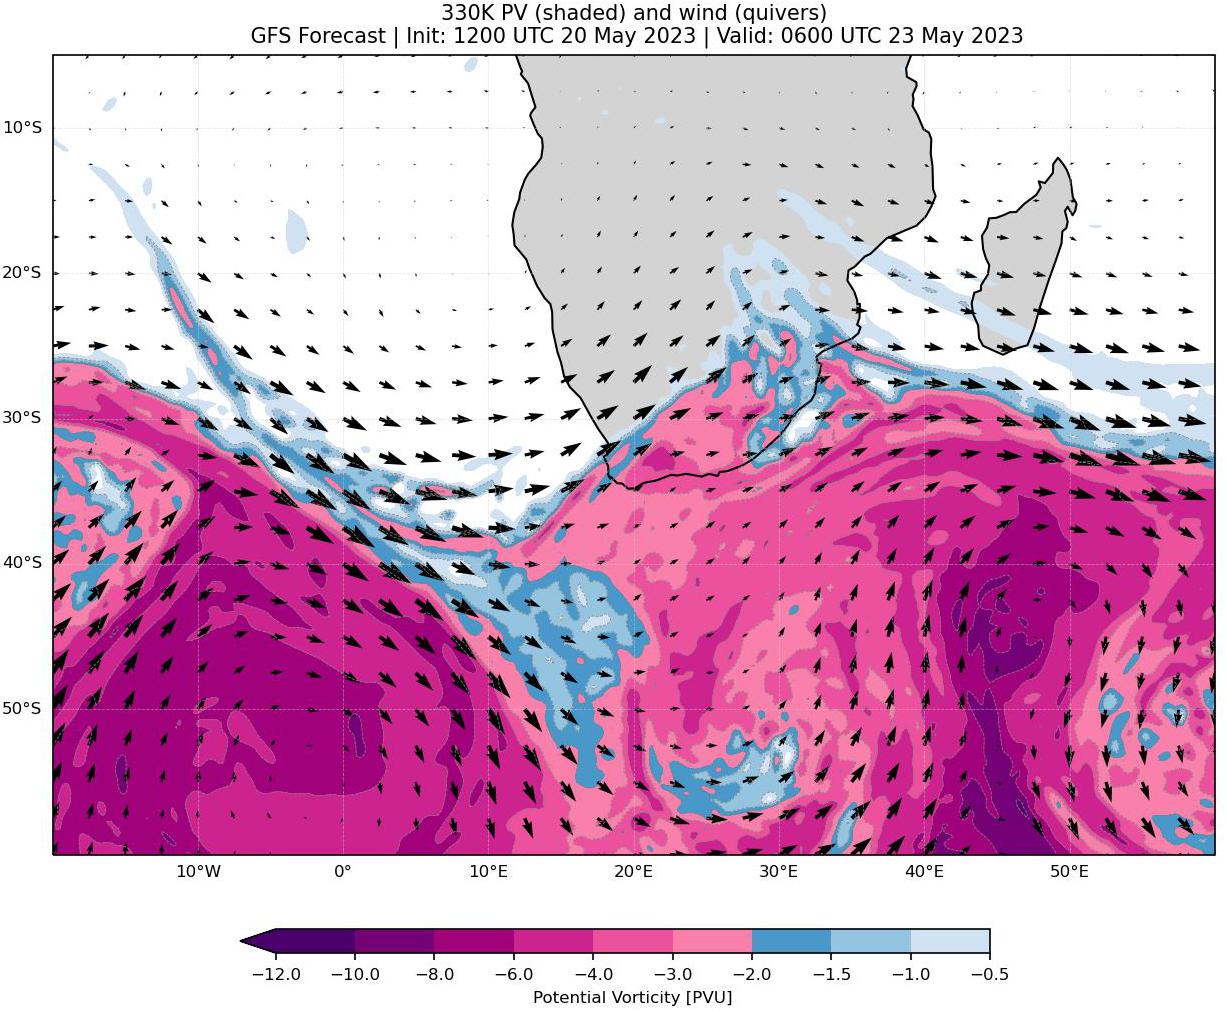 330K PV (shaded) and wind (quivers)
GFS Forecast | Init: 1200 UTC 20 May 2023 | Valid: 0600 UTC 23 May 2023
10°S
20°S
30°S
40°S
50°S
10°W 0° 10°E 20°E 30°E 40°E 50°E
−12.0 −10.0 −8.0 −6.0 −4.0 −3.0 −2.0 −1.5 −1.0 −0.5
Potential Vorticity [PVU]